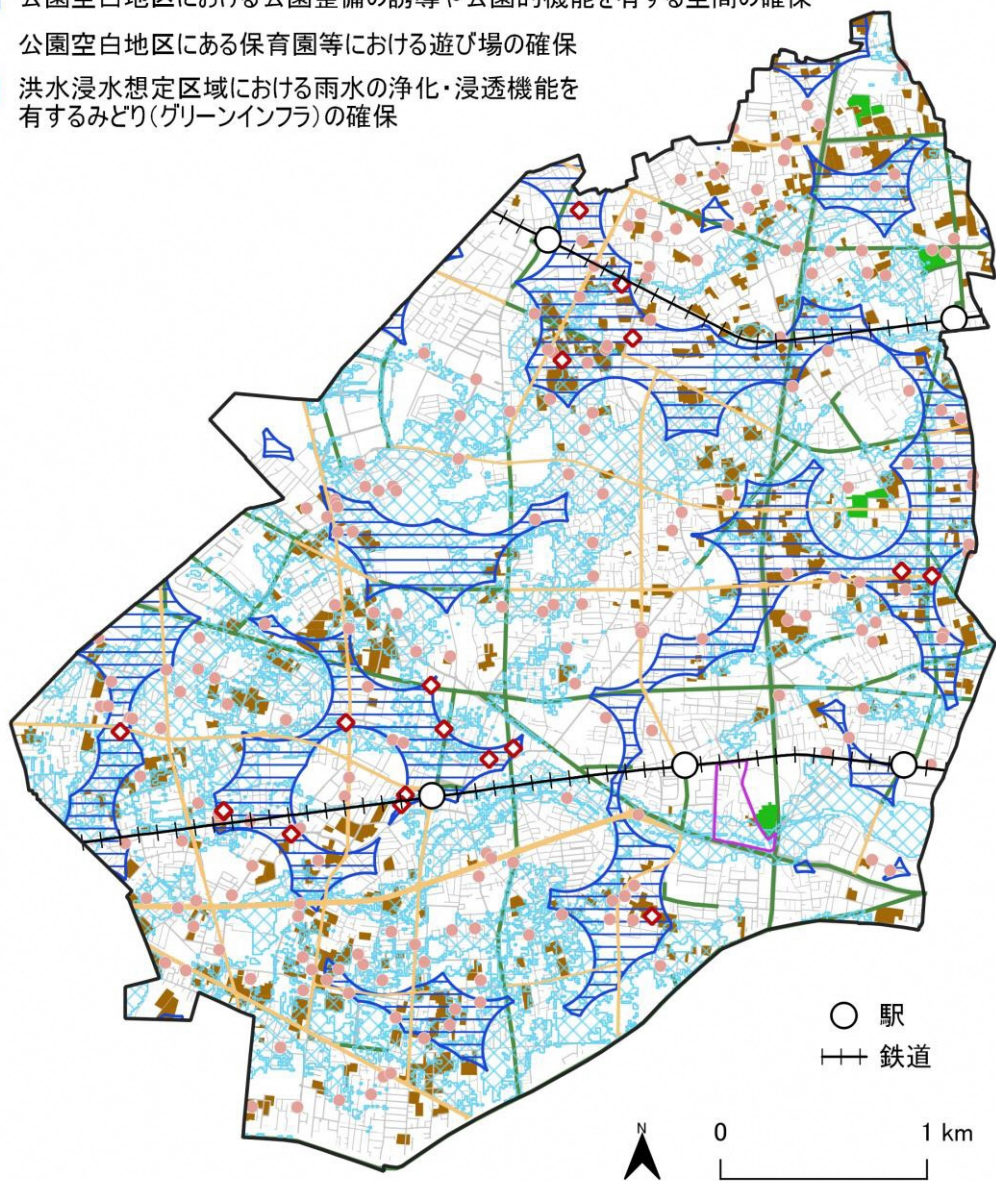 公園空白地区における公園整備の誘導や公園的機能を有する空間の確保
公園空白地区にある保育園等における遊び場の確保
洪水浸水想定区域における雨水の浄化・浸透機能を
有するみどり(グリーンインフラ)の確保
駅
鉄道
N
0 1 km